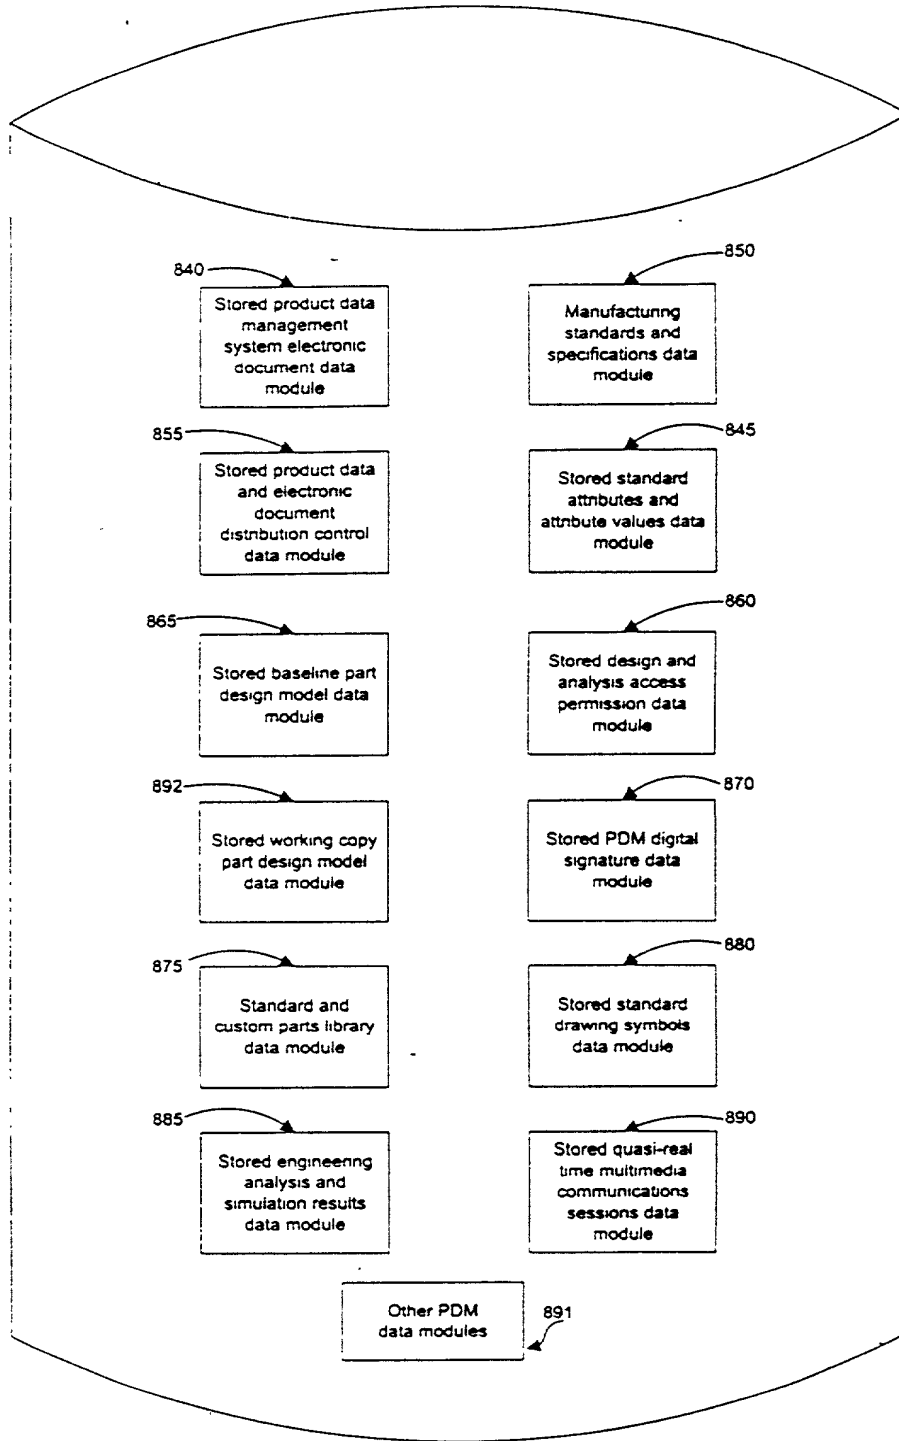 840
Stored product data
management
system electronic
document data
module
850
Manufacturing
standards and
specifications data
module
855
Stored product data
and electronic
document
distribution control
data module
845
Stored standard
attributes and
attribute values data
module
865
Stored baseline part
design model data
module
860
Stored design and
analysis access
permission data
module
892
Stored working copy
part design model
data module
870
Stored PDM digital
signature data
module
875
Standard and
custom parts library
data module
880
Stored standard
drawing symbols
data module
885
Stored engineering
analysis and
simulation results
data module
890
Stored quasi-real
time multimedia
communications
sessions data
module
Other PDM
data modules
891